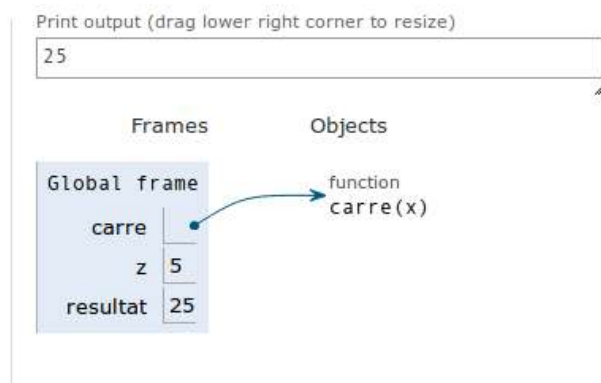 Print output (drag lower right corner to resize)
25
Frames Objects
Global frame
function
carre
carre(x)
z 5
resultat 25